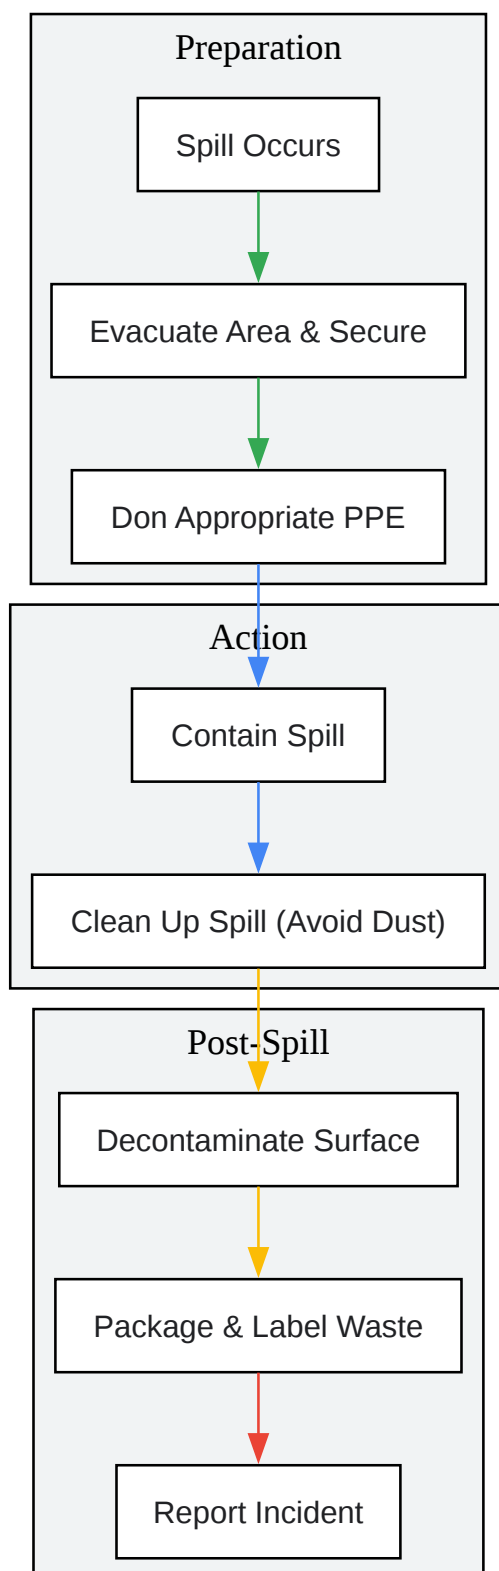 Preparation
Spill Occurs
Evacuate Area & Secure
Don Appropriate PPE
Action
Contain Spill
Clean Up Spill (Avoid Dust)
Post-Spill
Decontaminate Surface
Package & Label Waste
Report Incident